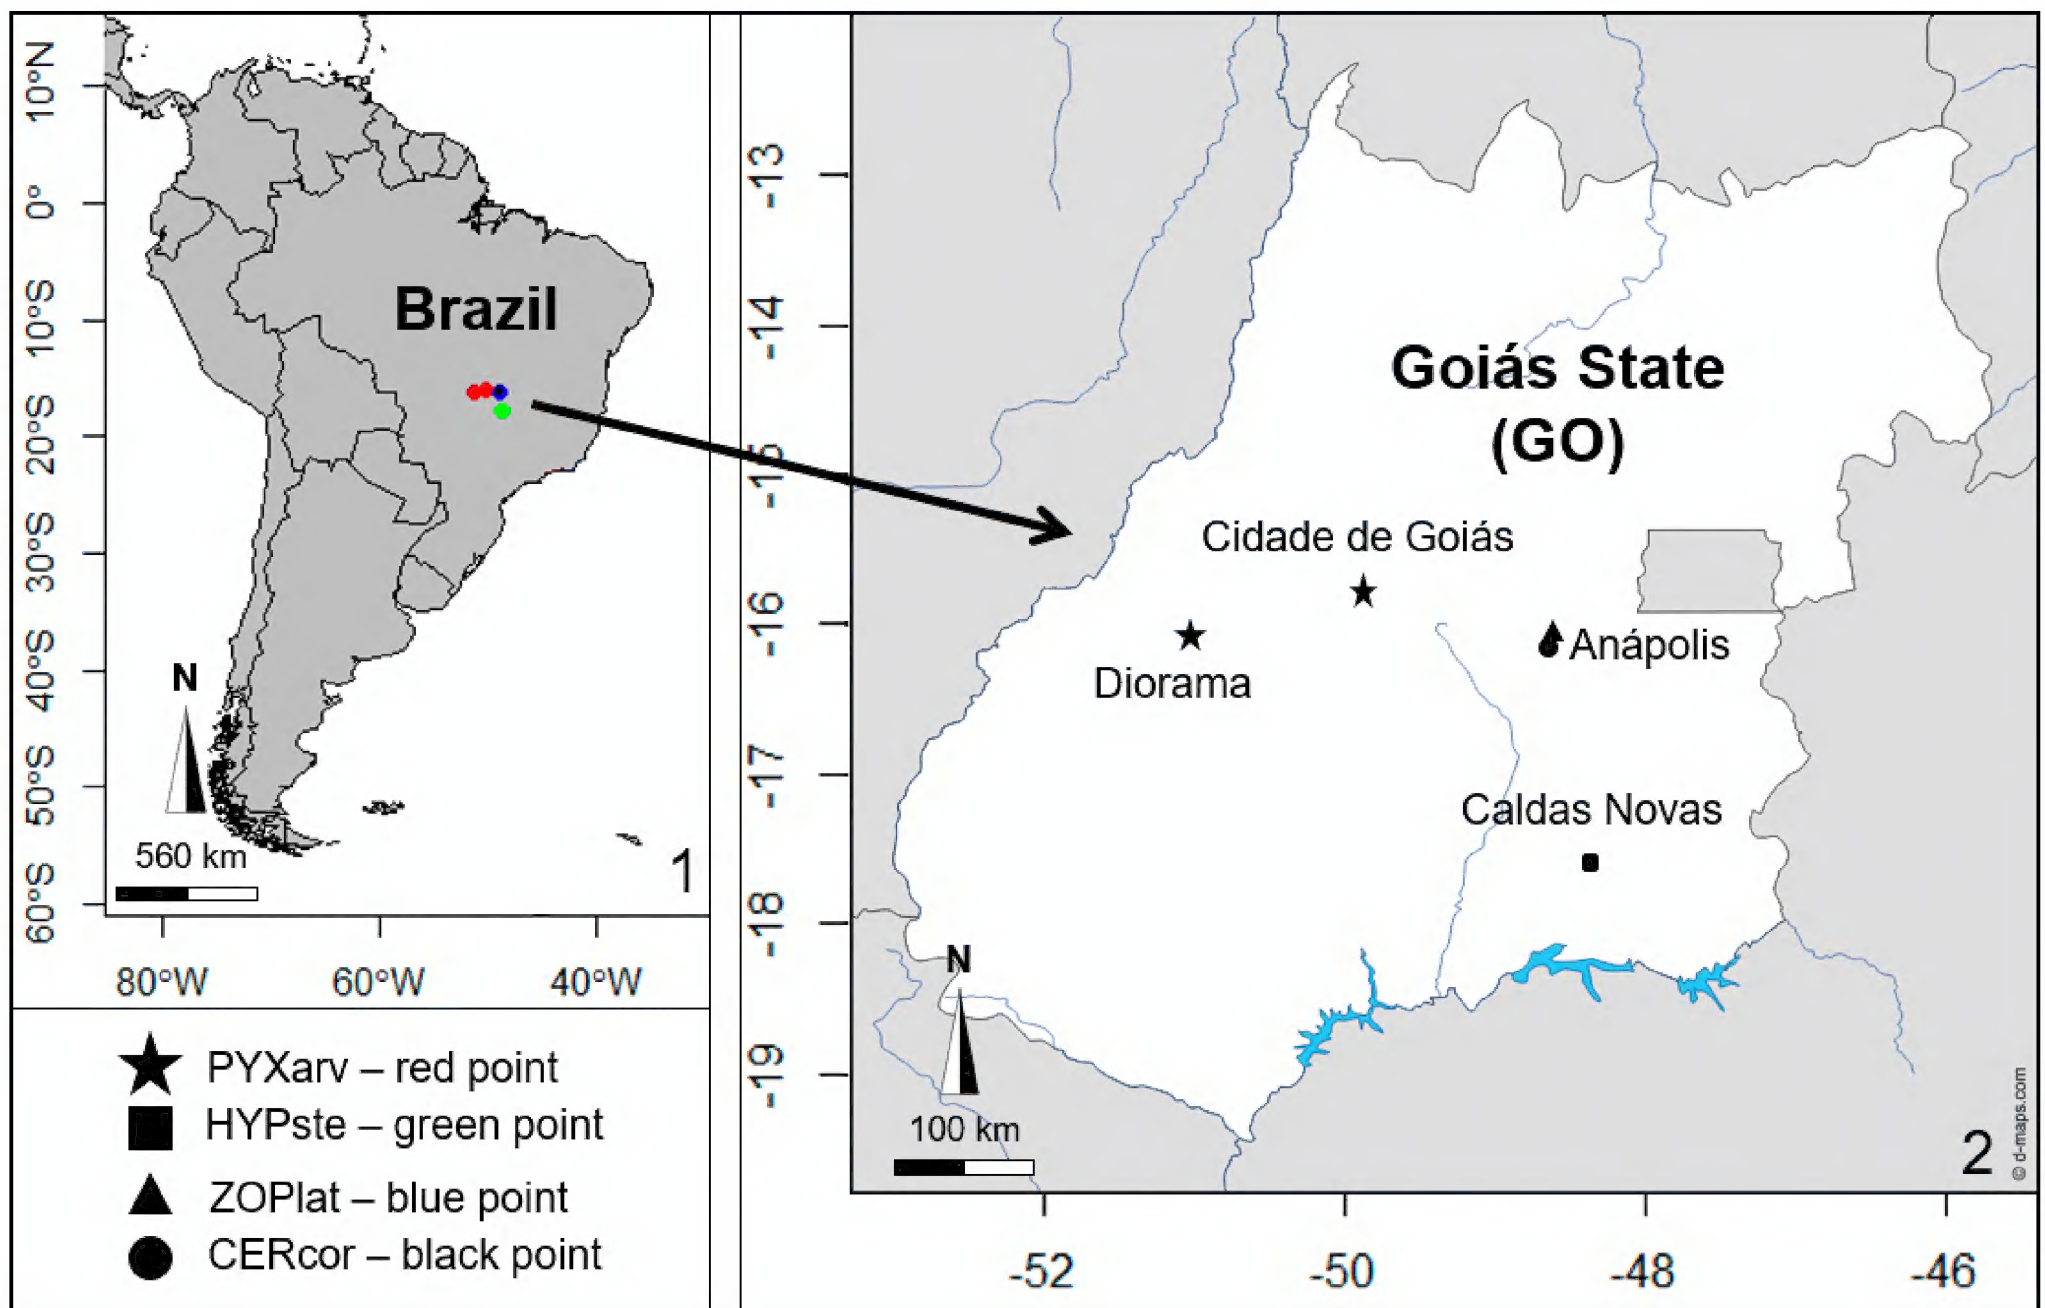 10°N
0°
10°S
20°S
30°S
40°S
50°S
60°S
80°W
60°W
40°W
Brazil
N
560 km
1
PYXarv – red point
HYPste – green point
ZOPlat – blue point
CERcor – black point
-13
-14
-15
-16
-17
-18
-19
-52
-50
-48
-46
Goiás State
(GO)
Cidade de Goiás
Diorama
Anápolis
Caldas Novas
N
100 km
2
© d-maps.com